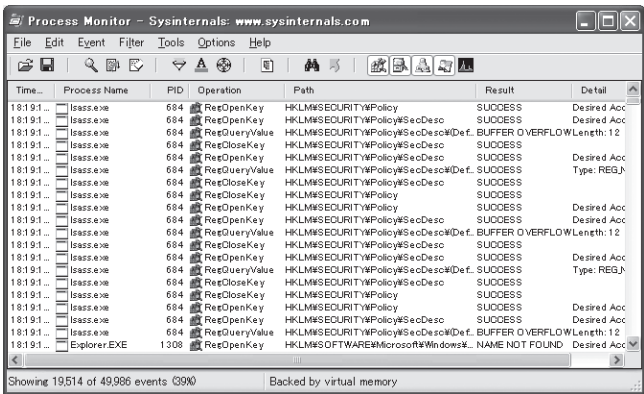 Process Monitor - Sysinternals: www.sysinternals.com
File Edit Event Filter Tools Options Help
Time... Process Name PID Operation Path Result Detail
18:19:1... lsass.exe 684 RegOpenKey HKLM¥SECURITY¥Policy SUCCESS Desired Acc
18:19:1... lsass.exe 684 RegOpenKey HKLM¥SECURITY¥Policy¥SecDesc SUCCESS Desired Acc
18:19:1... lsass.exe 684 RegQueryValue HKLM¥SECURITY¥Policy¥SecDesc¥(Def... BUFFER OVERFLOW Length: 12
18:19:1... lsass.exe 684 RegCloseKey HKLM¥SECURITY¥Policy¥SecDesc SUCCESS
18:19:1... lsass.exe 684 RegOpenKey HKLM¥SECURITY¥Policy¥SecDesc SUCCESS Desired Acc
18:19:1... lsass.exe 684 RegQueryValue HKLM¥SECURITY¥Policy¥SecDesc¥(Def... SUCCESS Type: REG_N
18:19:1... lsass.exe 684 RegCloseKey HKLM¥SECURITY¥Policy¥SecDesc SUCCESS
18:19:1... lsass.exe 684 RegCloseKey HKLM¥SECURITY¥Policy SUCCESS
18:19:1... lsass.exe 684 RegOpenKey HKLM¥SECURITY¥Policy SUCCESS Desired Acc
18:19:1... lsass.exe 684 RegOpenKey HKLM¥SECURITY¥Policy¥SecDesc SUCCESS Desired Acc
18:19:1... lsass.exe 684 RegQueryValue HKLM¥SECURITY¥Policy¥SecDesc¥(Def... BUFFER OVERFLOW Length: 12
18:19:1... lsass.exe 684 RegCloseKey HKLM¥SECURITY¥Policy¥SecDesc SUCCESS
18:19:1... lsass.exe 684 RegOpenKey HKLM¥SECURITY¥Policy¥SecDesc SUCCESS Desired Acc
18:19:1... lsass.exe 684 RegQueryValue HKLM¥SECURITY¥Policy¥SecDesc¥(Def... SUCCESS Type: REG_N
18:19:1... lsass.exe 684 RegCloseKey HKLM¥SECURITY¥Policy¥SecDesc SUCCESS
18:19:1... lsass.exe 684 RegCloseKey HKLM¥SECURITY¥Policy SUCCESS
18:19:1... lsass.exe 684 RegOpenKey HKLM¥SECURITY¥Policy SUCCESS Desired Acc
18:19:1... lsass.exe 684 RegOpenKey HKLM¥SECURITY¥Policy¥SecDesc SUCCESS Desired Acc
18:19:1... lsass.exe 684 RegQueryValue HKLM¥SECURITY¥Policy¥SecDesc¥(Def... BUFFER OVERFLOW Length: 12
18:19:1... Explorer.EXE 1308 RegOpenKey HKLM¥SOFTWARE¥Microsoft¥Windows¥... NAME NOT FOUND Desired Acc
Showing 19,514 of 49,986 events (39%) Backed by virtual memory